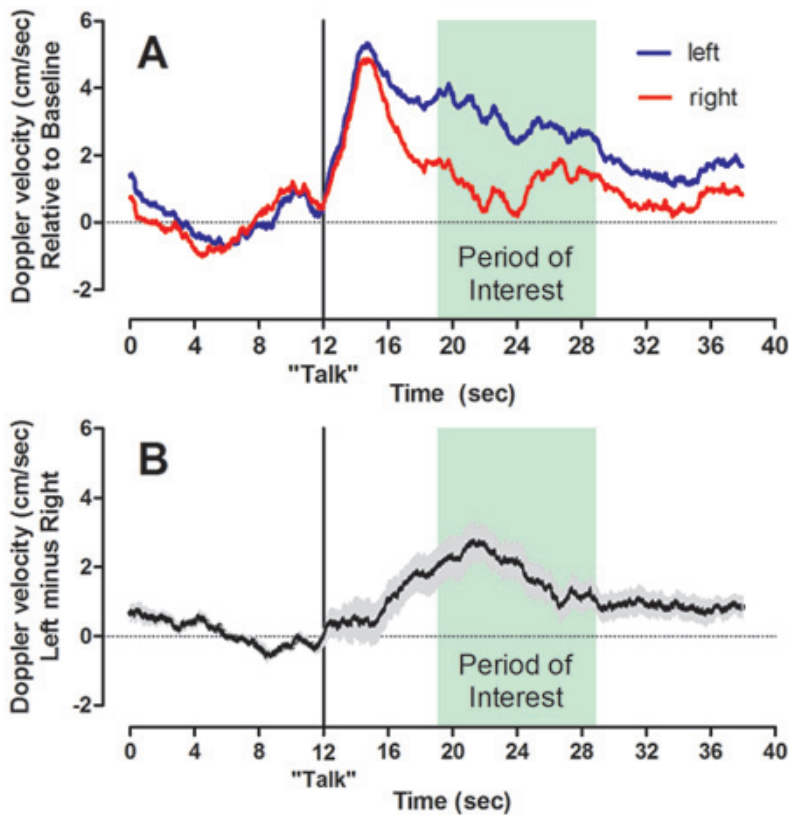 A
Doppler velocity (cm/sec)
Relative to Baseline
6
4
2
0
-2
left
right
Period of
Interest
0 4 8 12 16 20 24 28 32 36 40
"Talk"
Time (sec)
B
Doppler velocity (cm/sec)
Left minus Right
6
4
2
0
-2
Period of
Interest
0 4 8 12 16 20 24 28 32 36 40
"Talk"
Time (sec)